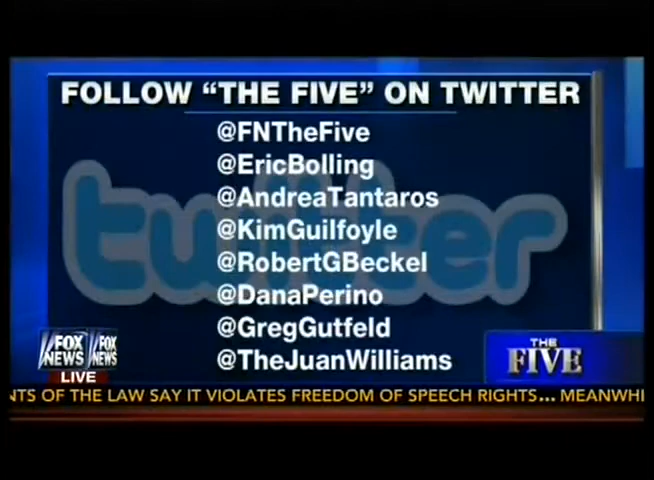 FOLLOW “THE FIVE” ON TWITTER
@FNTheFive
@EricBolling
@AndreaTantaros
@KimGuilfoyle
@RobertGBeckel
@DanaPerino
@GregGutfeld
@TheJuanWilliams
twitter
FOX NEWS
FOX NEWS
LIVE
THE FIVE
NTS OF THE LAW SAY IT VIOLATES FREEDOM OF SPEECH RIGHTS... MEANWHI